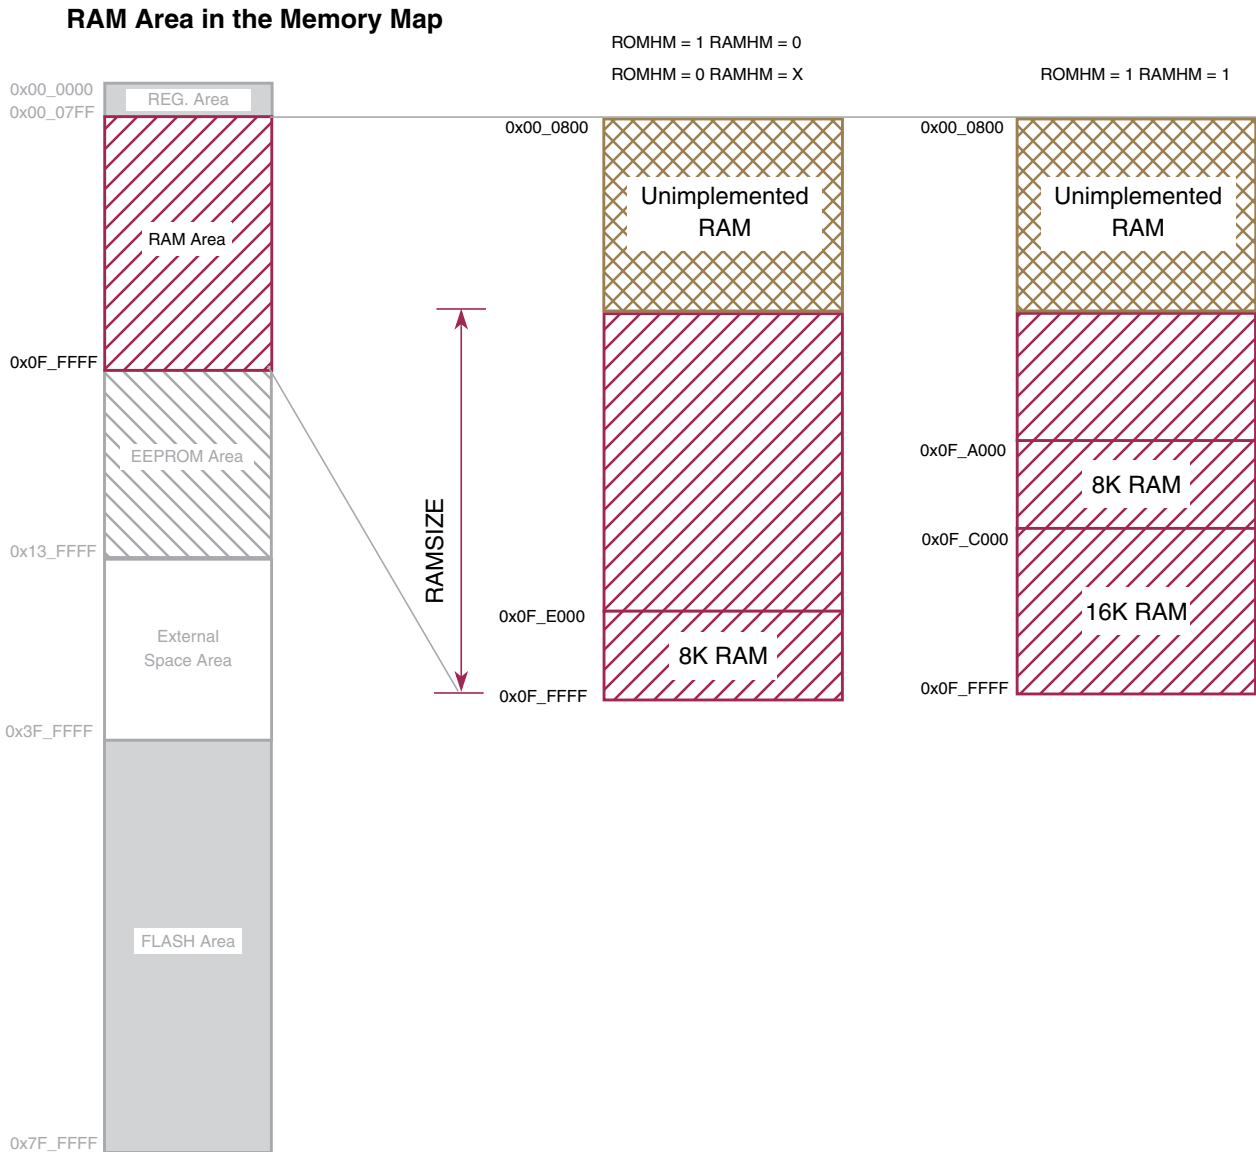 RAM Area in the Memory Map
ROMHM = 1 RAMHM = 0
ROMHM = 0 RAMHM = X
ROMHM = 1 RAMHM = 1
0x00_0000
0x00_07FF
REG. Area
RAM Area
0x0F_FFFF
EEPROM Area
0x13_FFFF
External
Space Area
0x3F_FFFF
FLASH Area
0x7F_FFFF
RAMSIZE
0x00_0800
Unimplemented
RAM
0x0F_E000
8K RAM
0x0F_FFFF
0x00_0800
Unimplemented
RAM
0x0F_A000
8K RAM
0x0F_C000
16K RAM
0x0F_FFFF